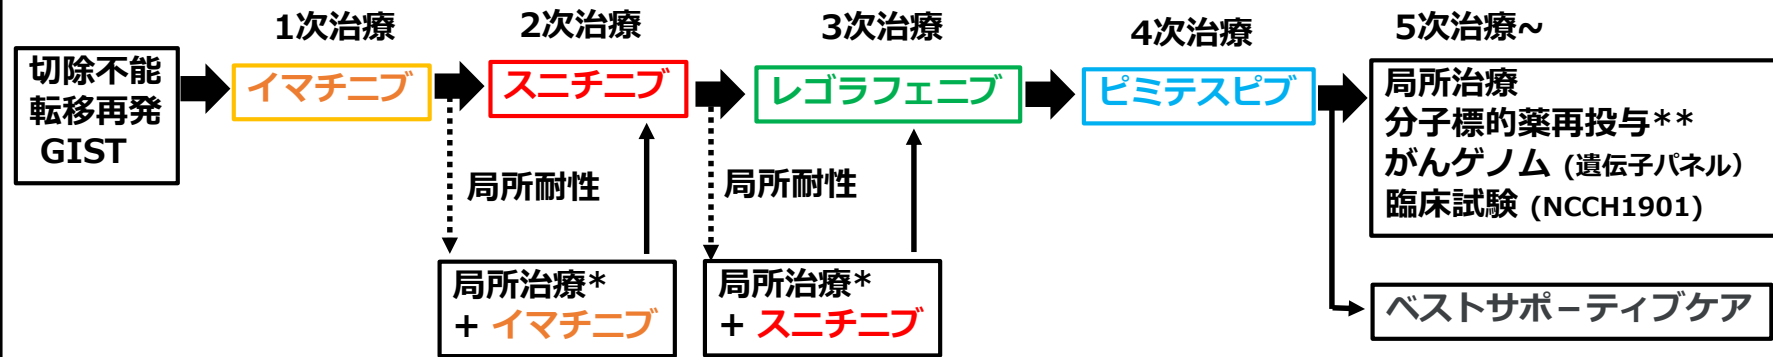 1次治療
2次治療
3次治療
4次治療
5次治療~
切除不能
転移再発
GIST
イマチニブ
スニチニブ
レゴラフェニブ
ピミテスピブ
局所治療
分子標的薬再投与**
がんゲノム (遺伝子パネル)
臨床試験 (NCCH1901)
局所耐性
局所耐性
局所治療*
+ イマチニブ
局所治療*
+ スニチニブ
ベストサポ－ティブケア